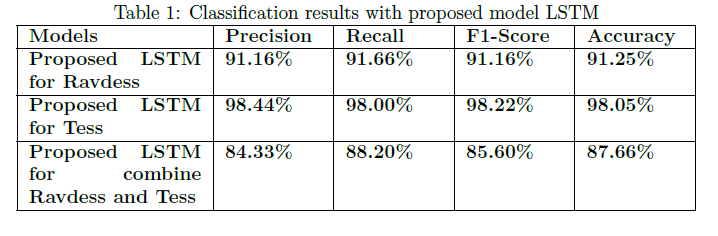 Table 1: Classification results with proposed model LSTM
Models Precision Recall F1-Score Accuracy
Proposed LSTM 91.16% 91.66% 91.16% 91.25%
for Ravdess
Proposed LSTM 98.44% 98.00% 98.22% 98.05%
for Tess
Proposed LSTM 84.33% 88.20% 85.60% 87.66%
for combine
Ravdess and Tess